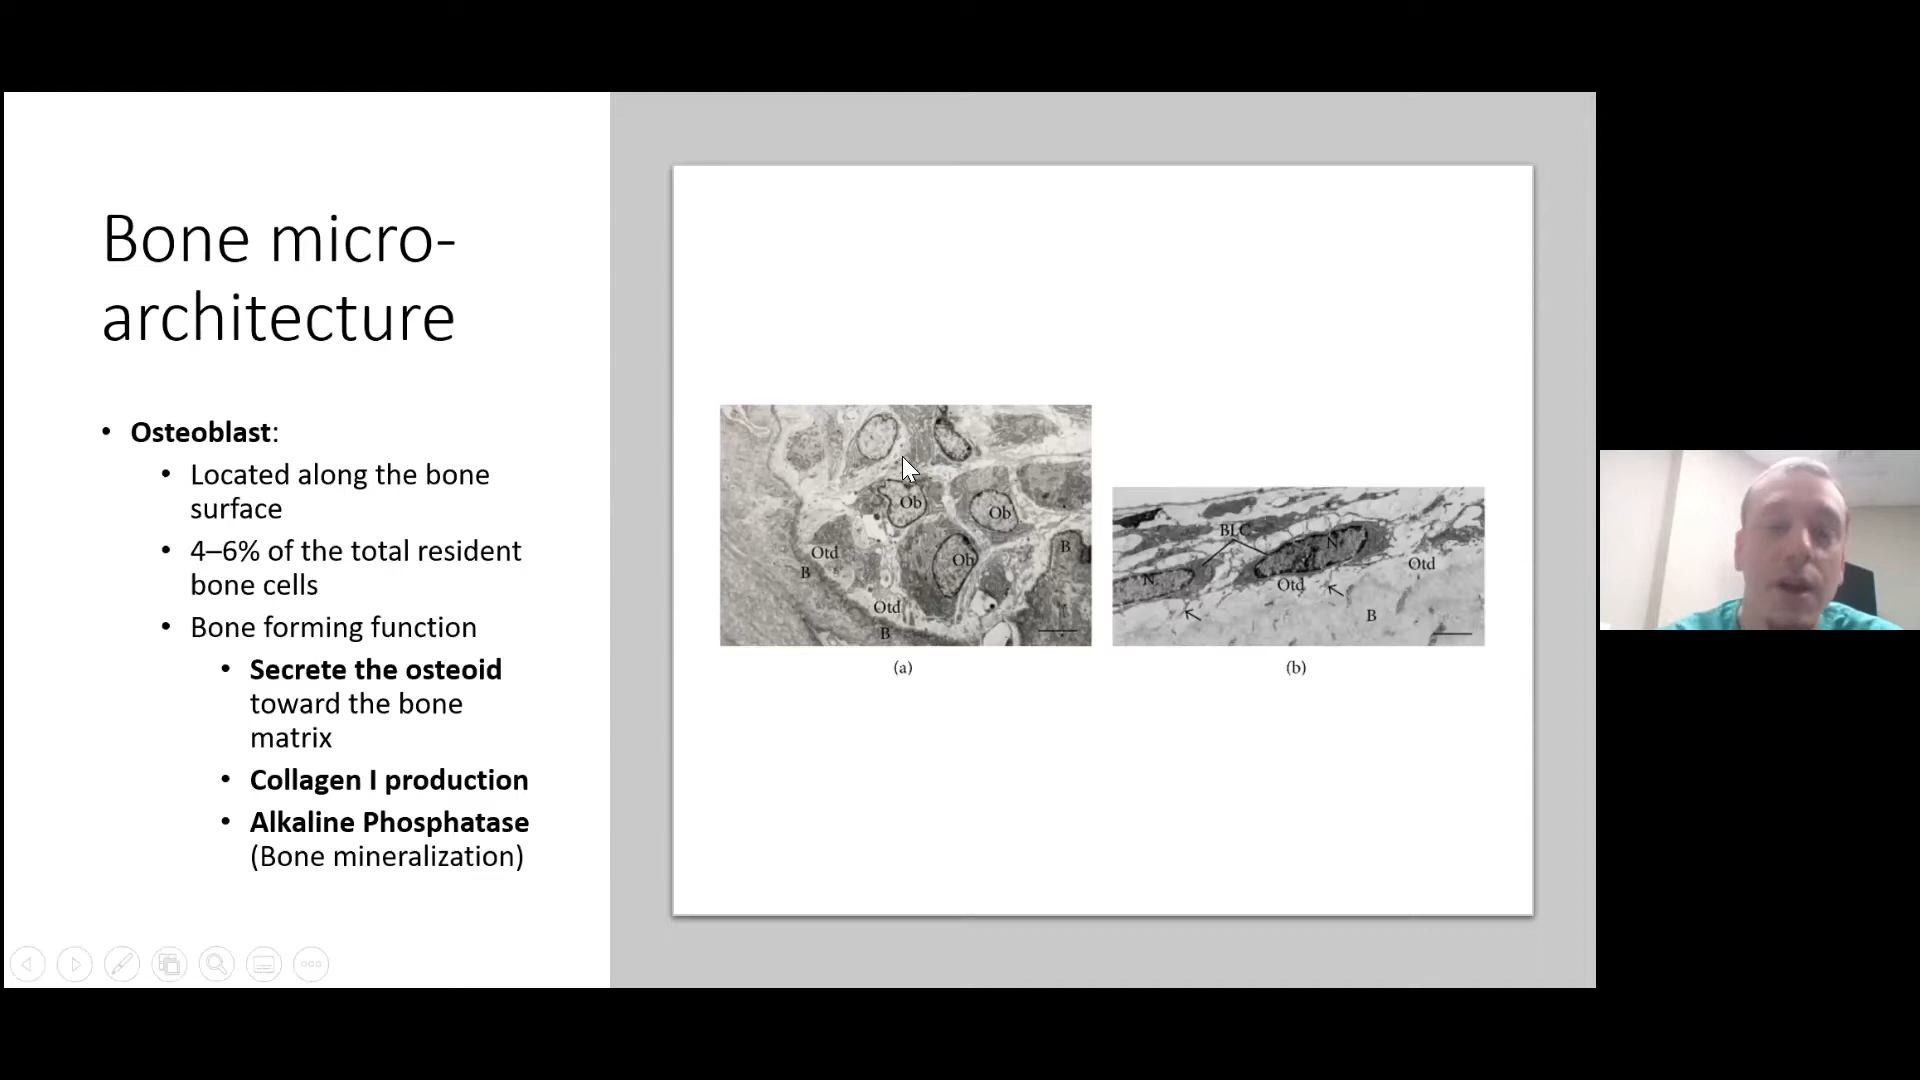 Bone micro-
architecture
• Osteoblast:
• Located along the bone
surface
• 4–6% of the total resident
bone cells
• Bone forming function
• Secrete the osteoid
toward the bone
matrix
• Collagen I production
• Alkaline Phosphatase
(Bone mineralization)
Ob
Ob
Ob
Otd
B
B
Otd
B
(a)
BLC
N
N
Otd
Otd
B
(b)